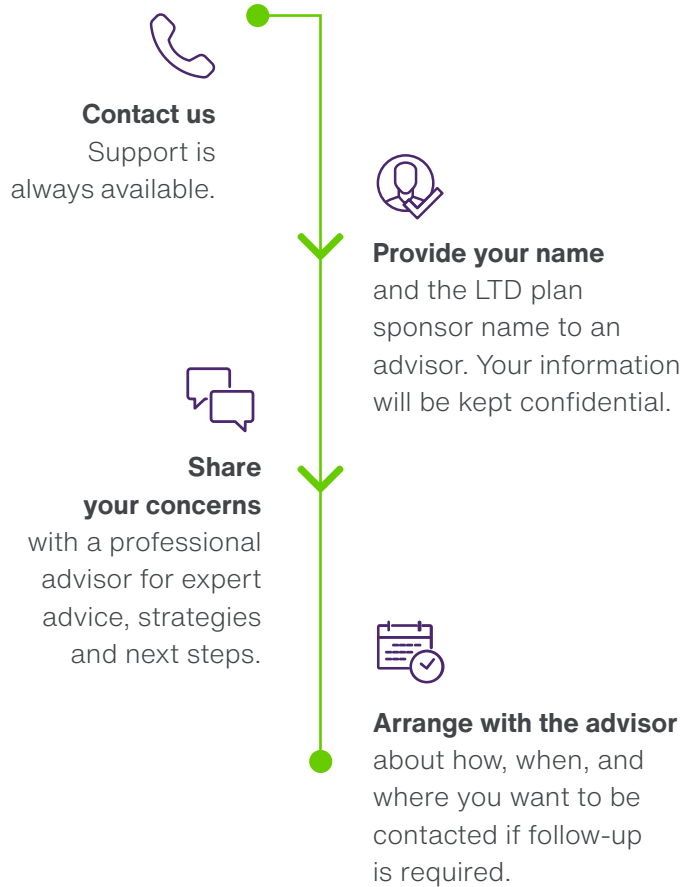 Contact us
Support is
always available.
Provide your name
and the LTD plan
sponsor name to an
advisor. Your information
will be kept confidential.
Share
your concerns
with a professional
advisor for expert
advice, strategies
and next steps.
Arrange with the advisor
about how, when, and
where you want to be
contacted if follow-up
is required.